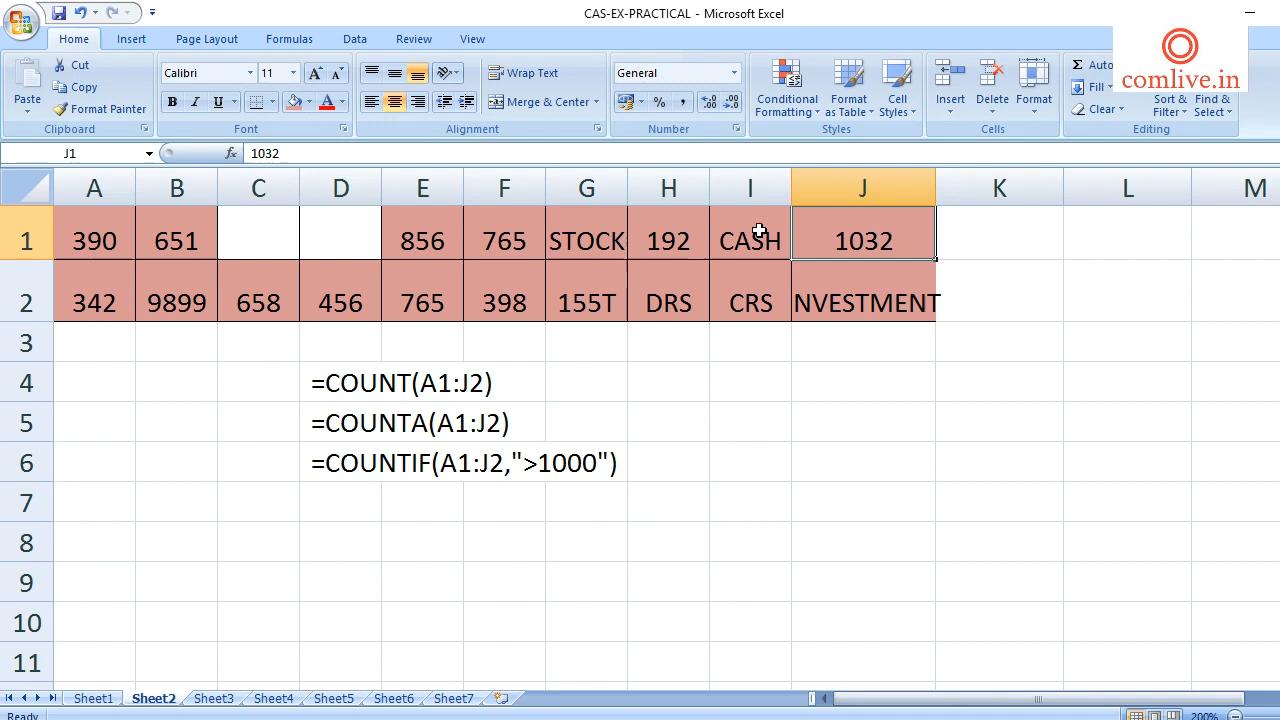 CAS-EX-PRACTICAL - Microsoft Excel
Home Insert Page Layout Formulas Data Review View
comlive.in
Paste
Cut
Copy
Format Painter
Clipboard
Calibri 11
A A
B I U A
Font
Wrap Text
Merge & Center
Alignment
General
% ,
Number
Conditional Formatting
Format as Table
Cell Styles
Styles
Insert Delete Format
Cells
Σ Auto
Fill
Clear
Sort & Find &
Filter Select
Editing
J1 fx 1032
A B C D E F G H I J K L M
1 390 651 856 765 STOCK 192 CASH 1032
2 342 9899 658 456 765 398 155T DRS CRS NVESTMENT
3
4 =COUNT(A1:J2)
5 =COUNTA(A1:J2)
6 =COUNTIF(A1:J2,">1000")
7
8
9
10
11
Sheet1 Sheet2 Sheet3 Sheet4 Sheet5 Sheet6 Sheet7
Ready 200%